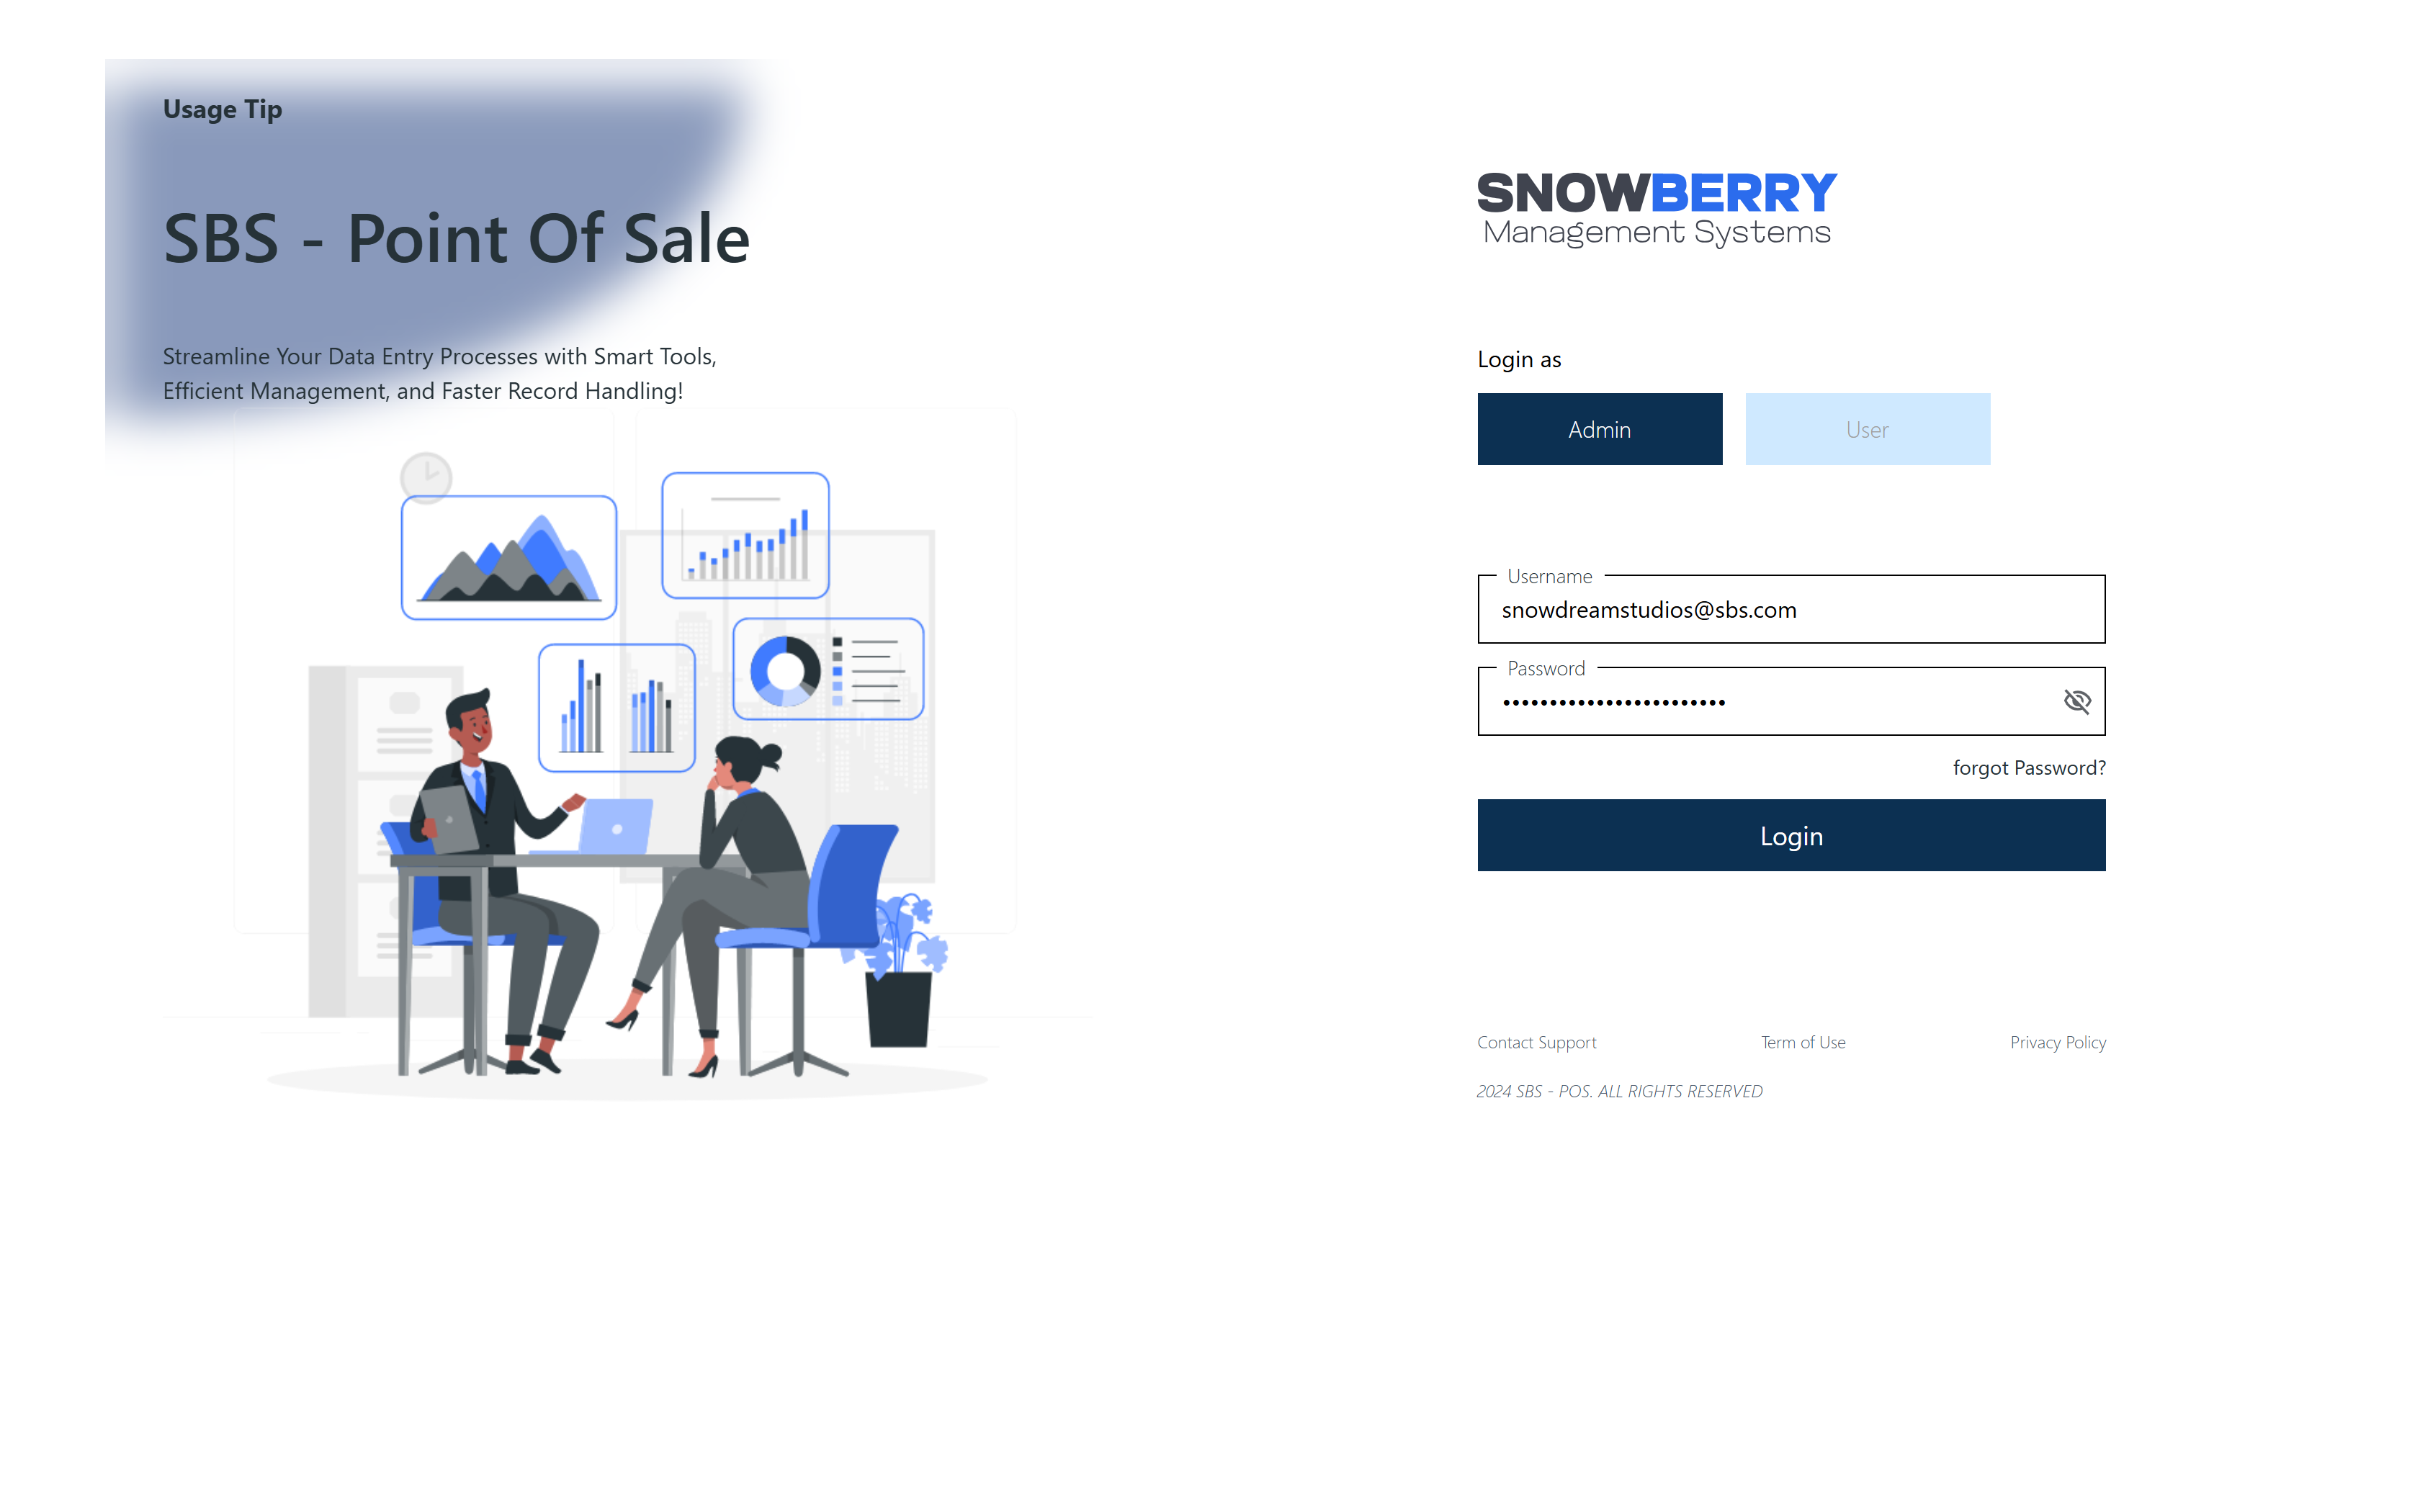 Usage Tip
SBS - Point Of Sale
Streamline Your Data Entry Processes with Smart Tools,
Efficient Management, and Faster Record Handling!
SNOWBERRY
Management Systems
Login as
Admin
User
Username
snowdreamstudios@sbs.com
Password
••••••••••••••••••••••••
forgot Password?
Login
Contact Support
Term of Use
Privacy Policy
2024 SBS - POS. ALL RIGHTS RESERVED